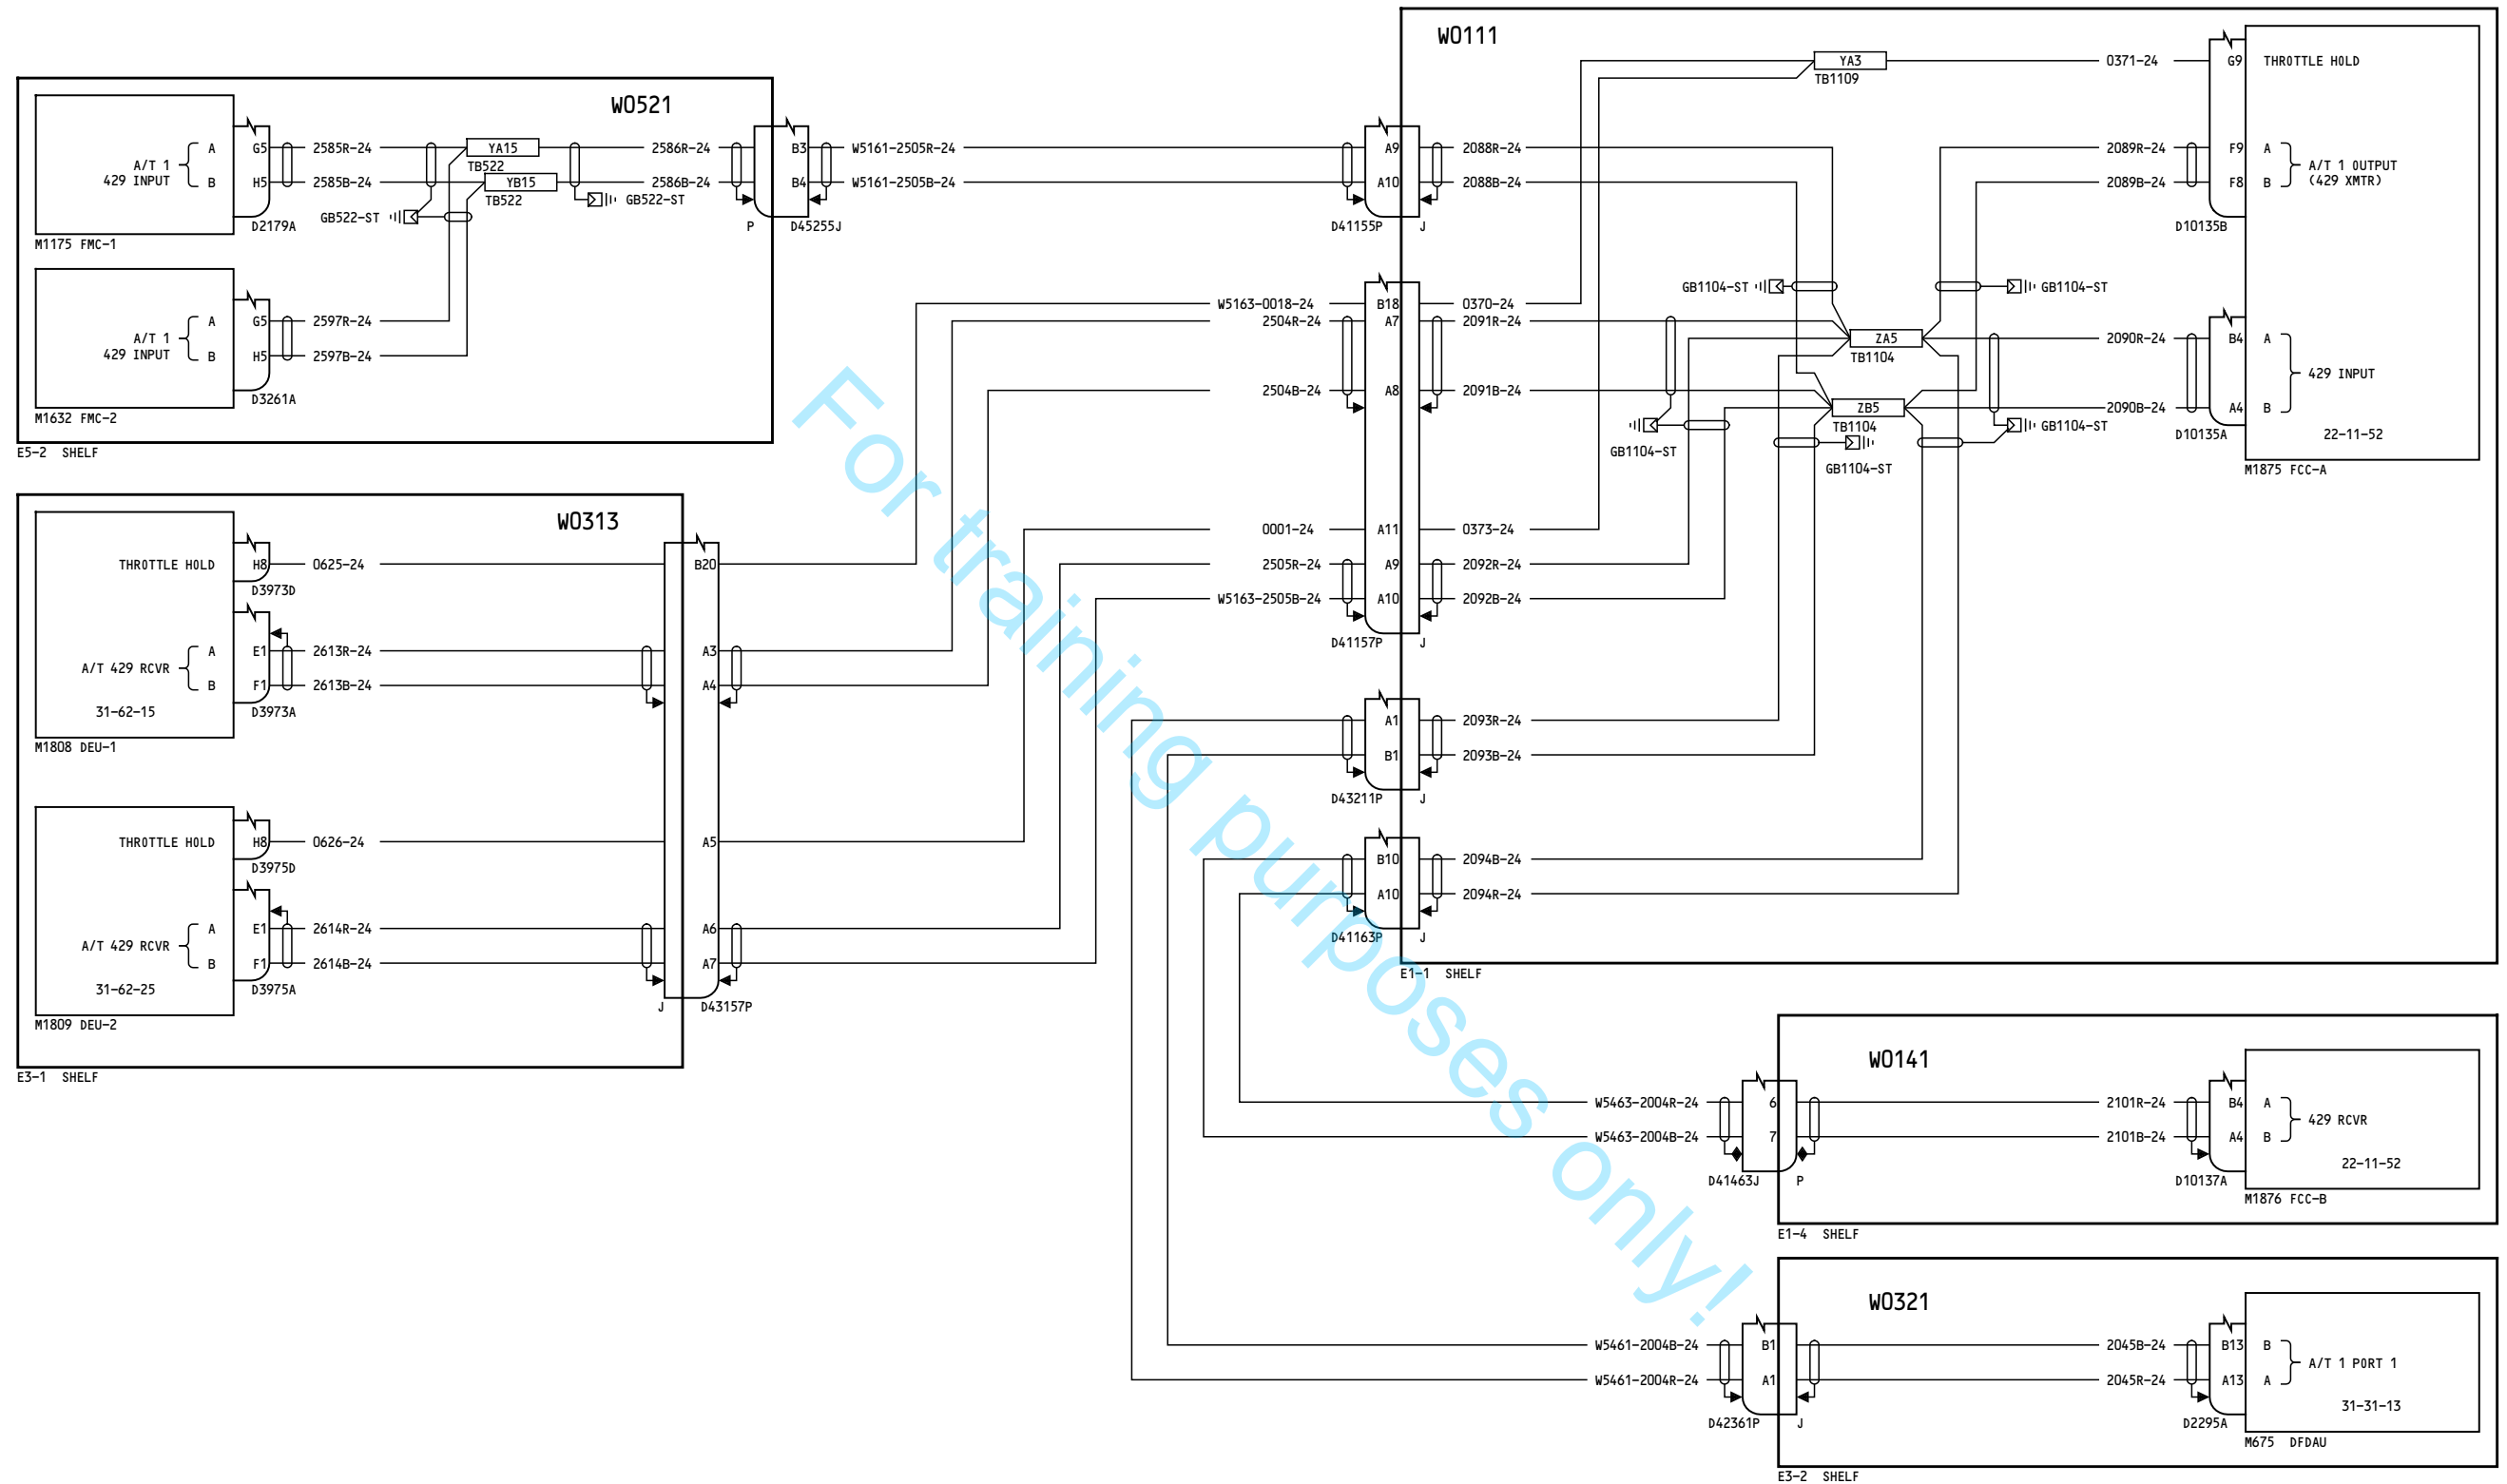 W0521
A/T 1
429 INPUT
A
B
G5
H5
2585R-24
2585B-24
YA15
TB522
YB15
TB522
2586R-24
2586B-24
GB522-ST
GB522-ST
D2179A
M1175 FMC-1
P
D45255J
B3
B4
W5161-2505R-24
W5161-2505B-24
A/T 1
429 INPUT
A
B
G5
H5
2597R-24
2597B-24
D3261A
M1632 FMC-2
E5-2 SHELF
W0313
THROTTLE HOLD
H8
0625-24
D3973D
A/T 429 RCVR
A
B
E1
F1
2613R-24
2613B-24
31-62-15
D3973A
M1808 DEU-1
THROTTLE HOLD
H8
0626-24
D3975D
A/T 429 RCVR
A
B
E1
F1
2614R-24
2614B-24
31-62-25
D3975A
M1809 DEU-2
E3-1 SHELF
B20
A3
A4
A5
A6
A7
J
D43157P
W0111
A9
A10
2088R-24
2088B-24
D41155P
J
W5163-0018-24
2504R-24
2504B-24
0001-24
2505R-24
W5163-2505B-24
B18
A7
A8
A11
A9
A10
0370-24
2091R-24
2091B-24
0373-24
2092R-24
2092B-24
D41157P
J
A1
B1
2093R-24
2093B-24
D43211P
J
B10
A10
2094B-24
2094R-24
D41163P
J
YA3
TB1109
0371-24
G9
THROTTLE HOLD
2089R-24
2089B-24
F9
F8
A
B
A/T 1 OUTPUT
(429 XMTR)
D10135B
GB1104-ST
GB1104-ST
ZA5
TB1104
ZB5
TB1104
GB1104-ST
GB1104-ST
GB1104-ST
2090R-24
2090B-24
B4
A4
A
B
429 INPUT
D10135A
22-11-52
M1875 FCC-A
E1-1 SHELF
W0141
W5463-2004R-24
W5463-2004B-24
6
7
D41463J
P
2101R-24
2101B-24
B4
A4
A
B
429 RCVR
22-11-52
D10137A
M1876 FCC-B
E1-4 SHELF
W0321
W5461-2004B-24
W5461-2004R-24
B1
A1
D42361P
J
2045B-24
2045R-24
B13
A13
B
A
A/T 1 PORT 1
31-31-13
D2295A
M675 DFDAU
E3-2 SHELF
For training purposes only!